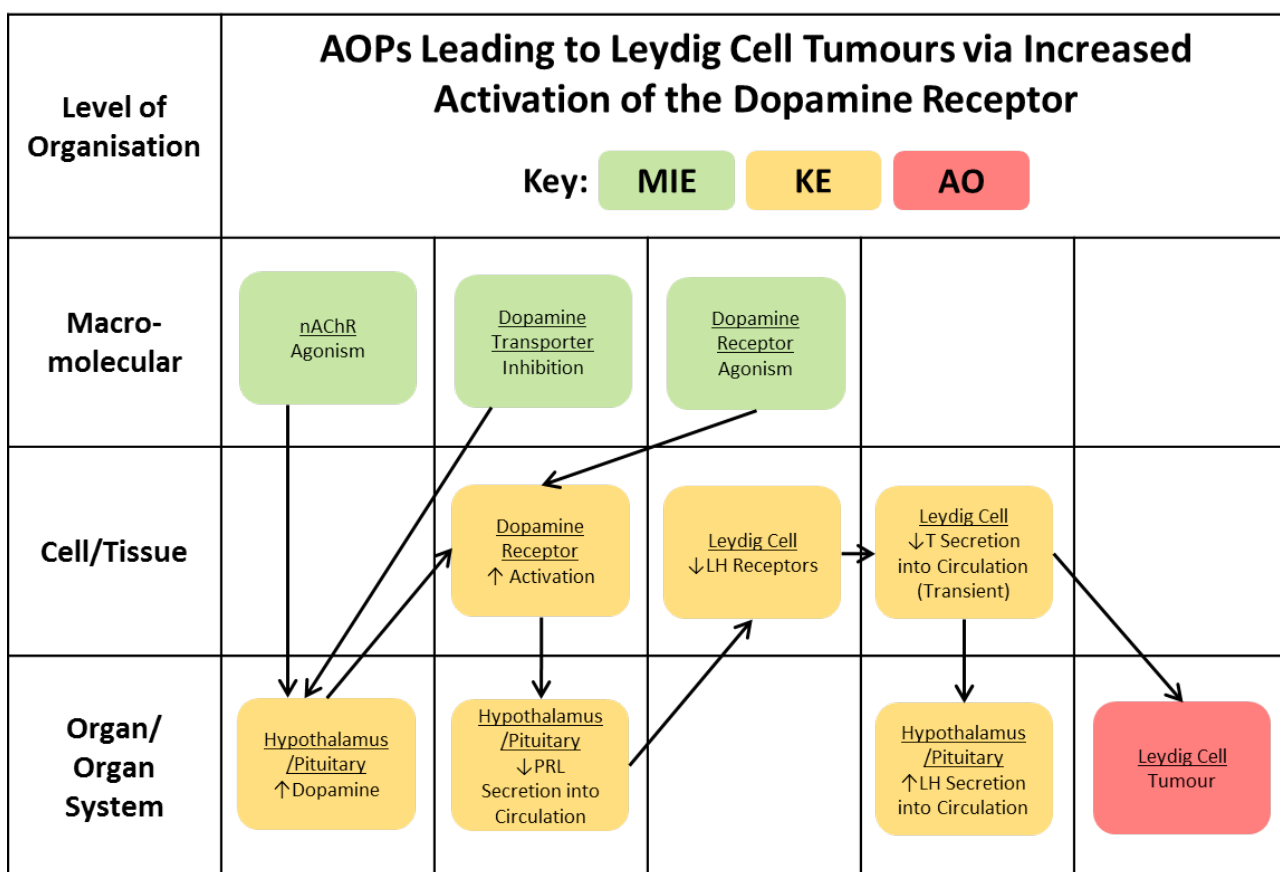 Level of
Organisation
AOPs Leading to Leydig Cell Tumours via Increased
Activation of the Dopamine Receptor
Key:
MIE
KE
AO
Macro-
molecular
nAChR
Agonism
Dopamine
Transporter
Inhibition
Dopamine
Receptor
Agonism
Cell/Tissue
Dopamine
Receptor
↑ Activation
Leydig Cell
↓LH Receptors
Leydig Cell
↓T Secretion
into Circulation
(Transient)
Organ/
Organ
System
Hypothalamus
/Pituitary
↑Dopamine
Hypothalamus
/Pituitary
↓PRL
Secretion into
Circulation
Hypothalamus
/Pituitary
↑LH Secretion
into Circulation
Leydig Cell
Tumour